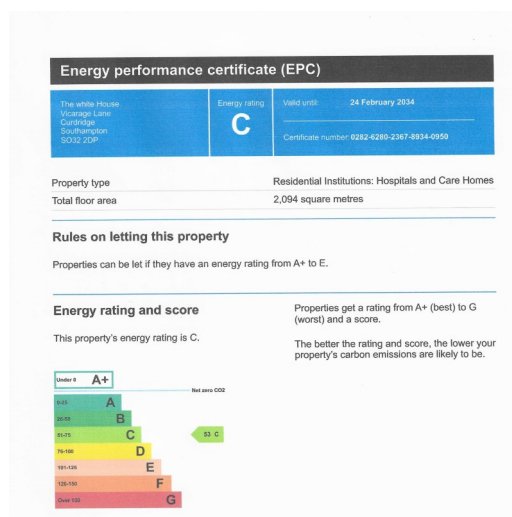 Energy performance certificate (EPC)
The white House
Vicarage Lane
Curdridge
Southampton
SO32 2DP
Energy rating
C
Valid until: 24 February 2034
Certificate number: 0282-6280-2367-8934-0950
Property type Residential Institutions: Hospitals and Care Homes
Total floor area 2,094 square metres
Rules on letting this property
Properties can be let if they have an energy rating from A+ to E.
Energy rating and score
This property's energy rating is C.
Properties get a rating from A+ (best) to G
(worst) and a score.
The better the rating and score, the lower your
property's carbon emissions are likely to be.
Under 0 A+
Net zero CO2
0-25 A
26-50 B
51-75 C
53 C
76-100 D
101-125 E
126-150 F
Over 150 G